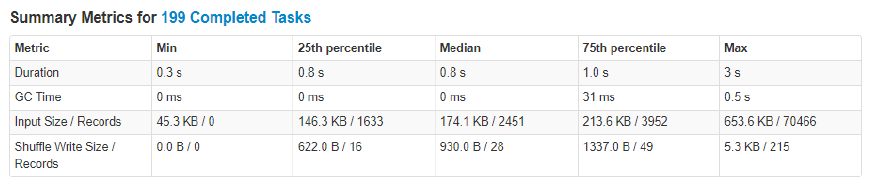 Summary Metrics for 199 Completed Tasks
Metric Min 25th percentile Median 75th percentile Max
Duration 0.3 s 0.8 s 0.8 s 1.0 s 3 s
GC Time 0 ms 0 ms 0 ms 31 ms 0.5 s
Input Size / Records 45.3 KB / 0 146.3 KB / 1633 174.1 KB / 2451 213.6 KB / 3952 653.6 KB / 70466
Shuffle Write Size / 0.0 B / 0 622.0 B / 16 930.0 B / 28 1337.0 B / 49 5.3 KB / 215
Records